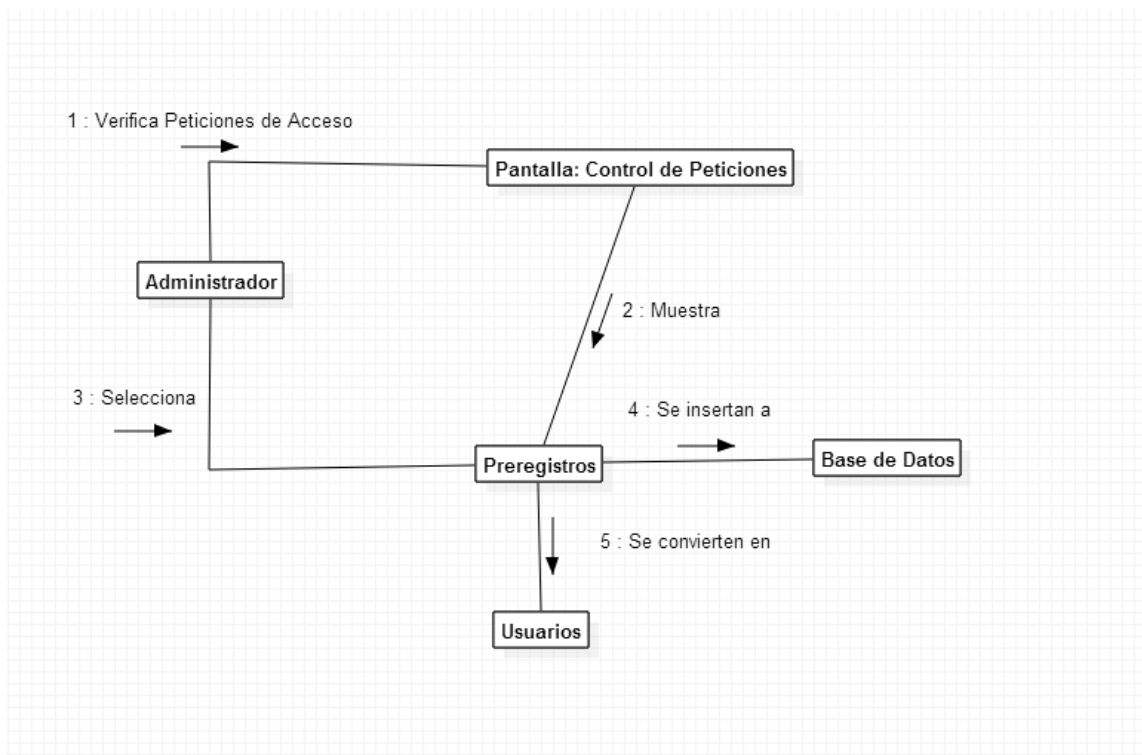 1 : Verifica Peticiones de Acceso
Pantalla: Control de Peticiones
Administrador
2 : Muestra
3 : Selecciona
4 : Se insertan a
Preregistros
Base de Datos
5 : Se convierten en
Usuarios